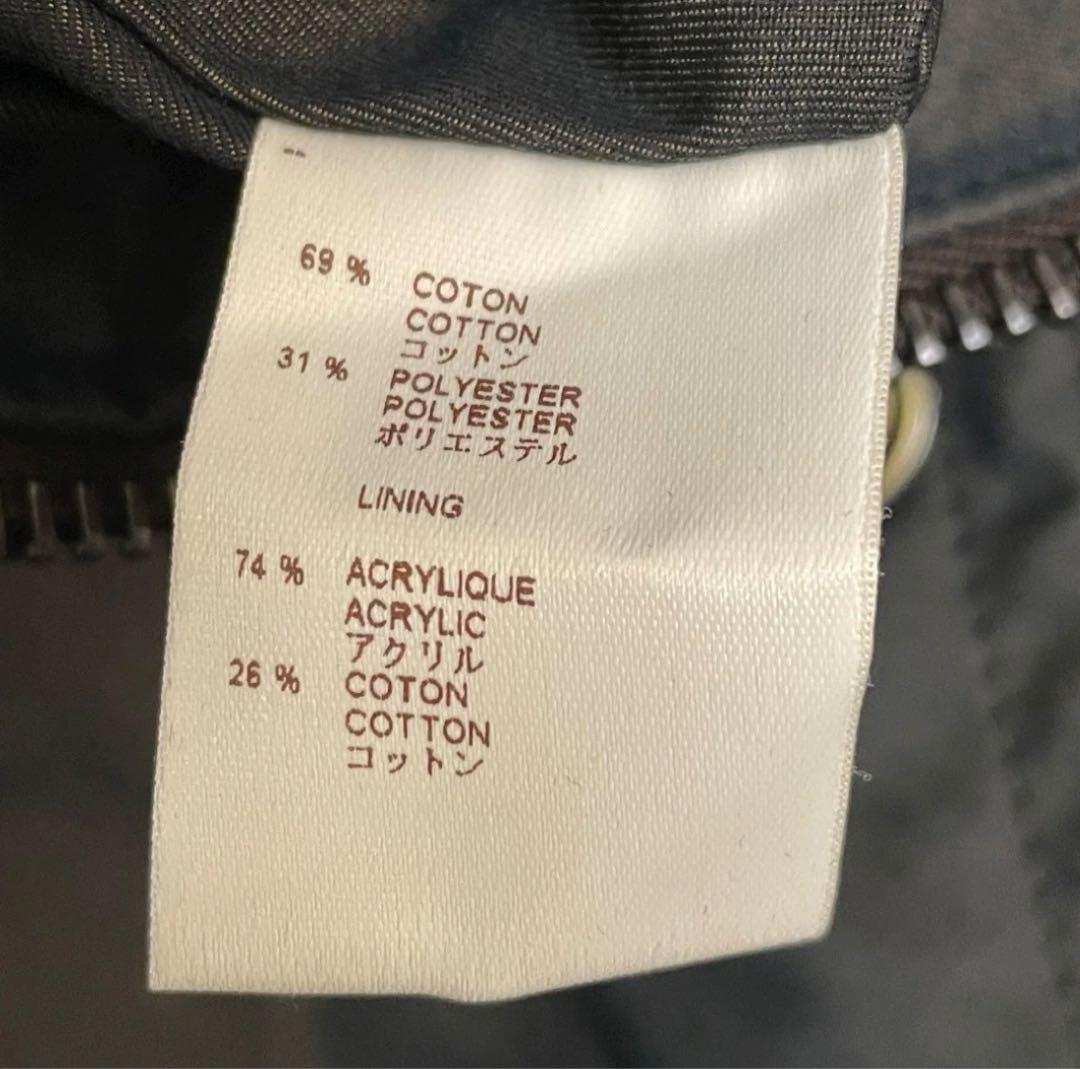 69 % COTON
COTTON
コットン
31 % POLYESTER
POLYESTER
ポリエステル
LINING
74 % ACRYLIQUE
ACRYLIC
アクリル
26 % COTON
COTTON
コットン